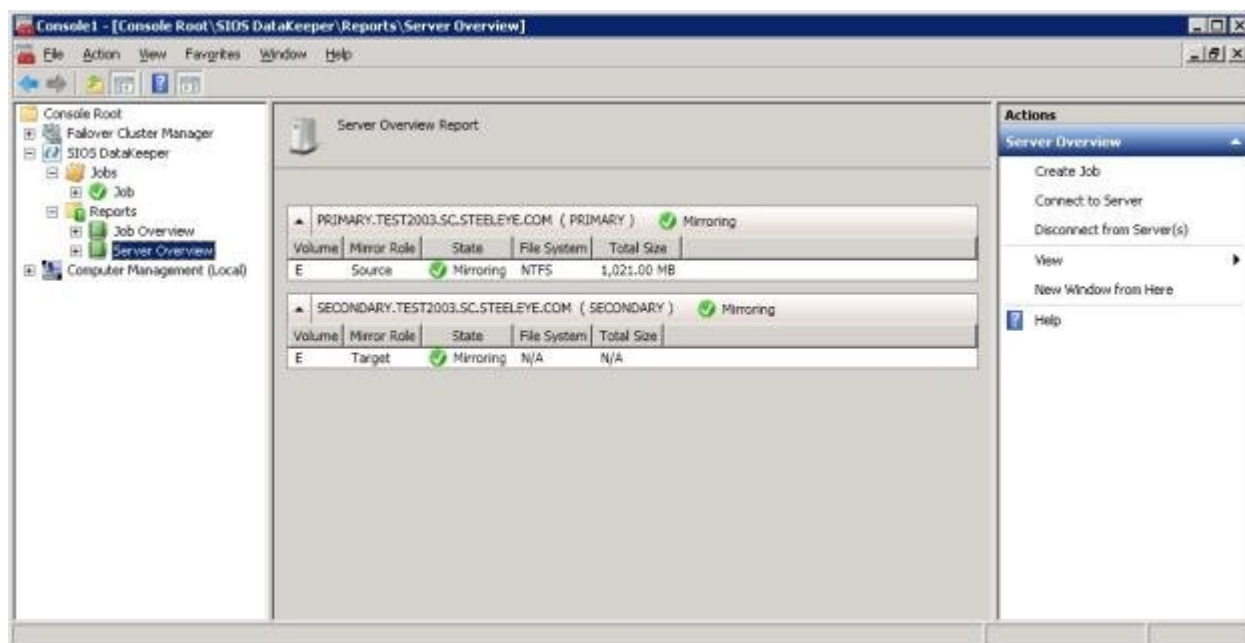 Console1 - [Console Root\SIOS DataKeeper\Reports\Server Overview]
File Action View Favorites Window Help
Console Root
Failover Cluster Manager
SIOS DataKeeper
Jobs
Job
Reports
Job Overview
Server Overview
Computer Management (Local)
Server Overview Report
PRIMARY.TEST2003.SC.STEELEYE.COM ( PRIMARY ) Mirroring
Volume Mirror Role State File System Total Size
E Source Mirroring NTFS 1,021.00 MB
SECONDARY.TEST2003.SC.STEELEYE.COM ( SECONDARY ) Mirroring
Volume Mirror Role State File System Total Size
E Target Mirroring N/A N/A
Actions
Server Overview
Create Job
Connect to Server
Disconnect from Server(s)
View
New Window from Here
Help